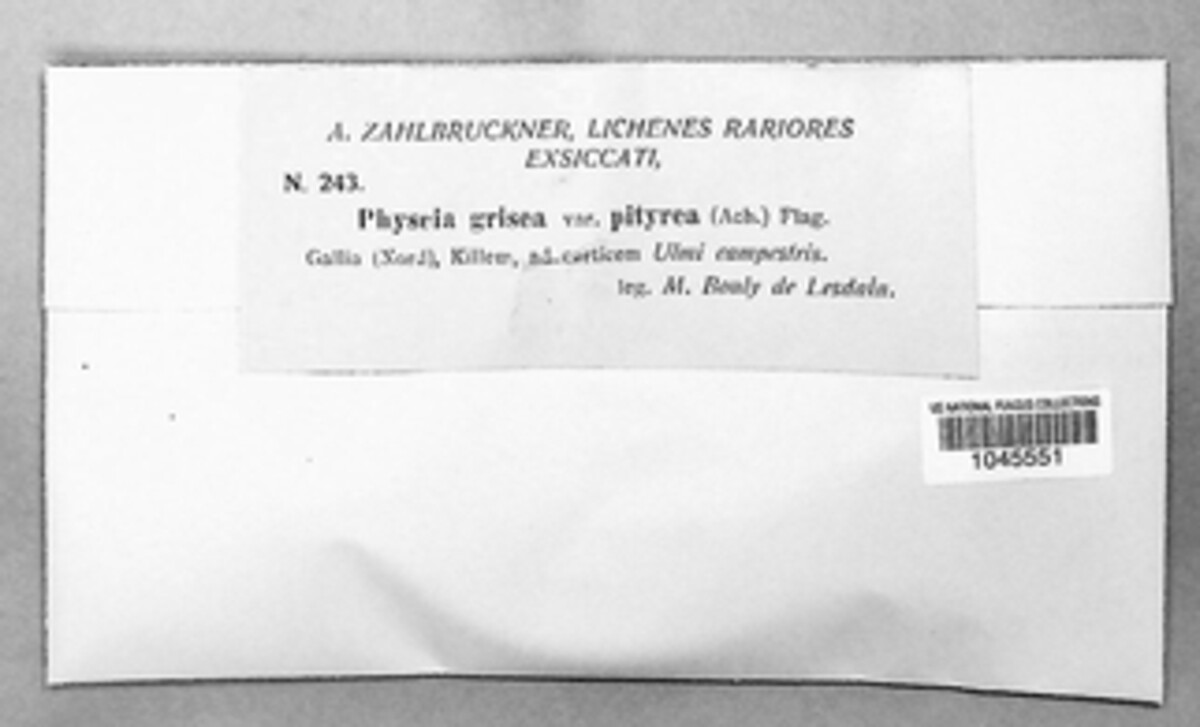 A. ZAHLBRUCKNER, LICHENES RARIORES
EXSICCATI,
N. 243.
Physcia grisea var. pityrea (Ach.) Flag.
Gallia (Nord), Killem, ad corticem Ulmi campestris.
leg. M. Bouly de Lesdain.
US NATIONAL FUNGUS COLLECTIONS
1045551